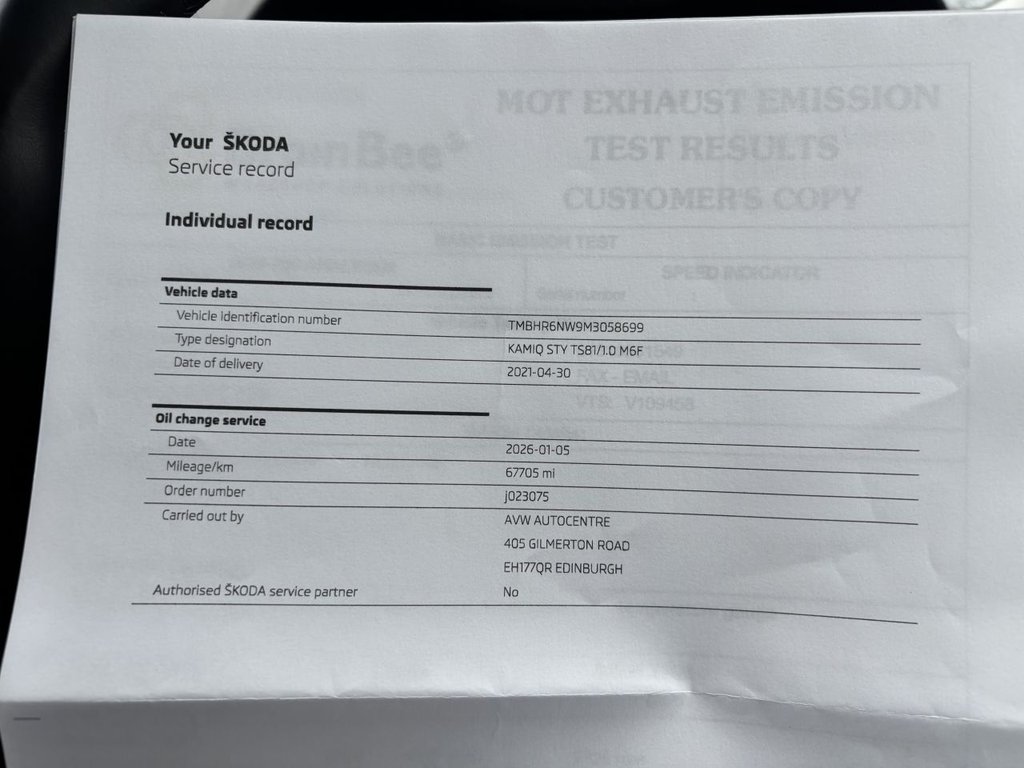 MOT EXHAUST EMISSION
TEST RESULTS
CUSTOMER'S COPY
Your ŠKODA
Service record
Individual record
SPEED INDICATOR
Vehicle data
Vehicle identification number TMBHR6NW9M3058699
Type designation KAMIQ STY TS81/1.0 M6F
Date of delivery 2021-04-30
FAX - EMAIL
VTS: V109458
Oil change service
Date 2026-01-05
Mileage/km 67705 mi
Order number j023075
Carried out by AVW AUTOCENTRE
405 GILMERTON ROAD
EH177QR EDINBURGH
Authorised ŠKODA service partner No